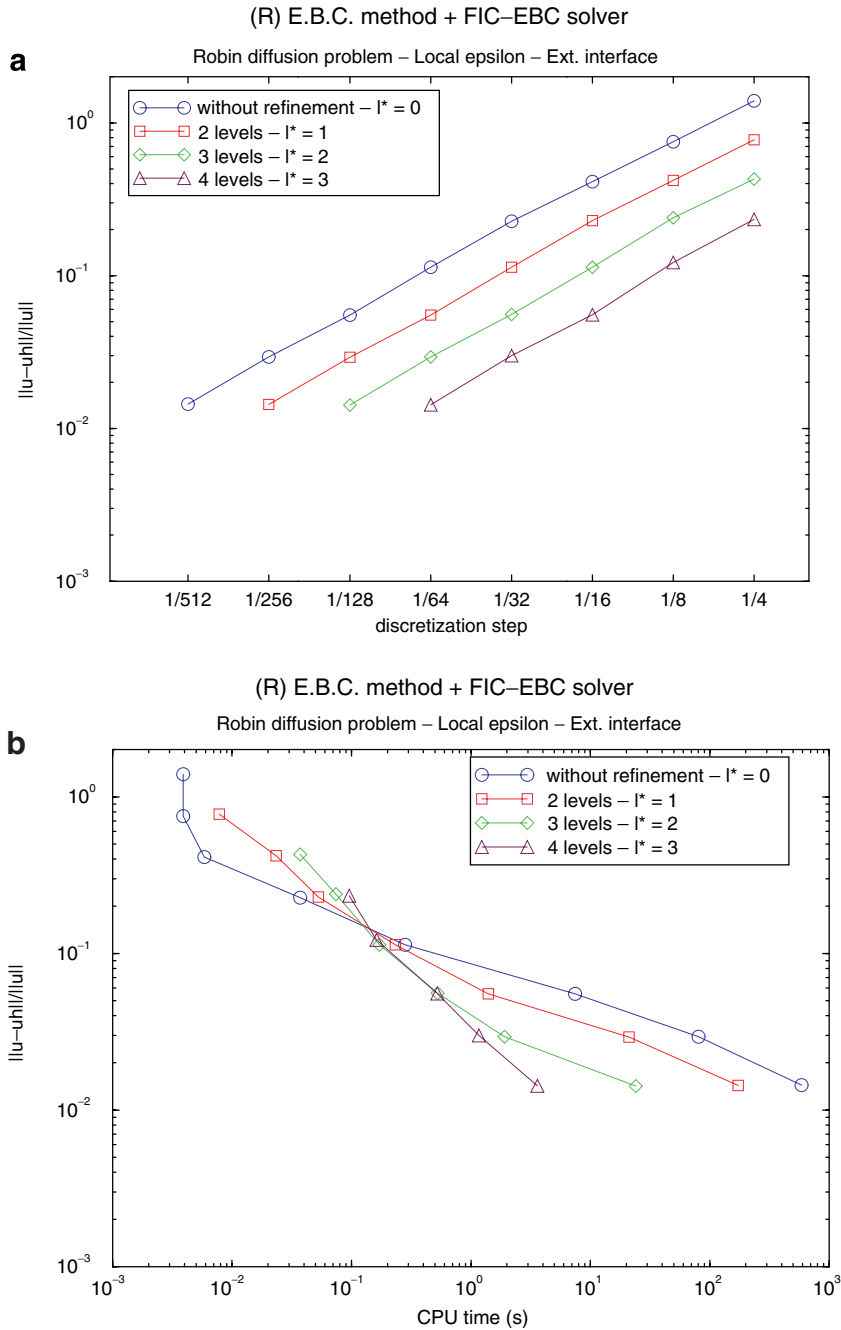 (R) E.B.C. method + FIC–EBC solver
a
Robin diffusion problem – Local epsilon – Ext. interface
without refinement – l* = 0
2 levels – l* = 1
3 levels – l* = 2
4 levels – l* = 3
10^0
10^-1
10^-2
10^-3
||u–uh||/||u||
1/512 1/256 1/128 1/64 1/32 1/16 1/8 1/4
discretization step
(R) E.B.C. method + FIC–EBC solver
b
Robin diffusion problem – Local epsilon – Ext. interface
without refinement – l* = 0
2 levels – l* = 1
3 levels – l* = 2
4 levels – l* = 3
10^0
10^-1
10^-2
10^-3
||u–uh||/||u||
10^-3 10^-2 10^-1 10^0 10^1 10^2 10^3
CPU time (s)